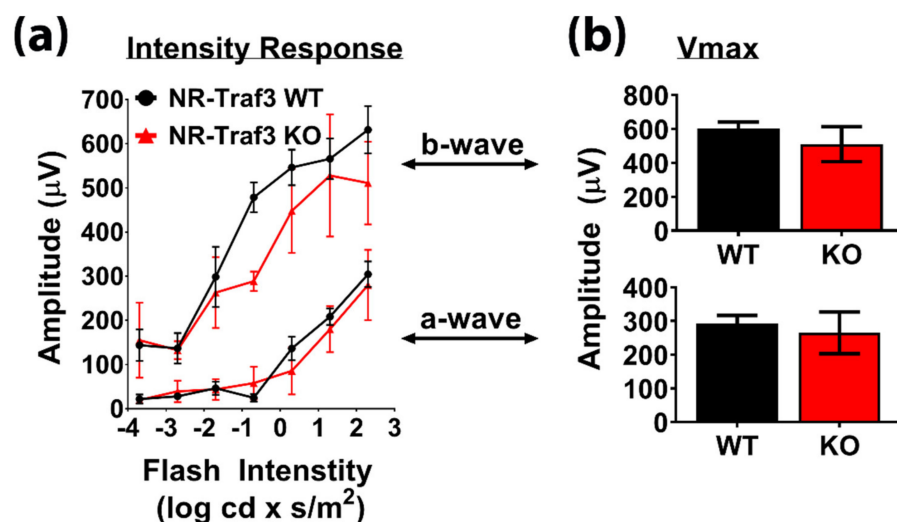 (a)
Intensity Response
NR-Traf3 WT
NR-Traf3 KO
700
600
500
400
300
200
100
0
Amplitude (µV)
-4 -3 -2 -1 0 1 2 3
Flash Intenstity
(log cd x s/m²)
b-wave
a-wave
(b)
Vmax
800
600
400
200
0
WT KO
400
300
200
100
0
WT KO
Amplitude (µV)